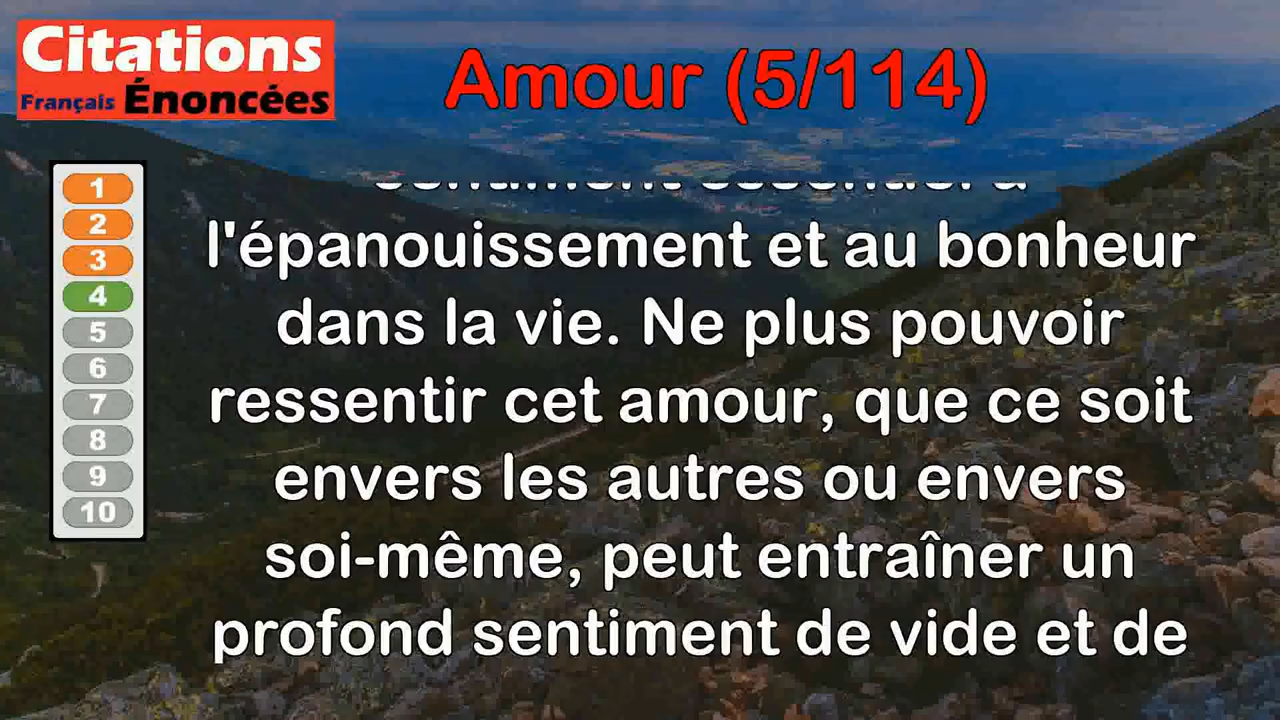 Citations
Français Énoncées
Amour (5/114)
1
2
3
4
5
6
7
8
9
10
l'épanouissement et au bonheur
dans la vie. Ne plus pouvoir
ressentir cet amour, que ce soit
envers les autres ou envers
soi-même, peut entraîner un
profond sentiment de vide et de